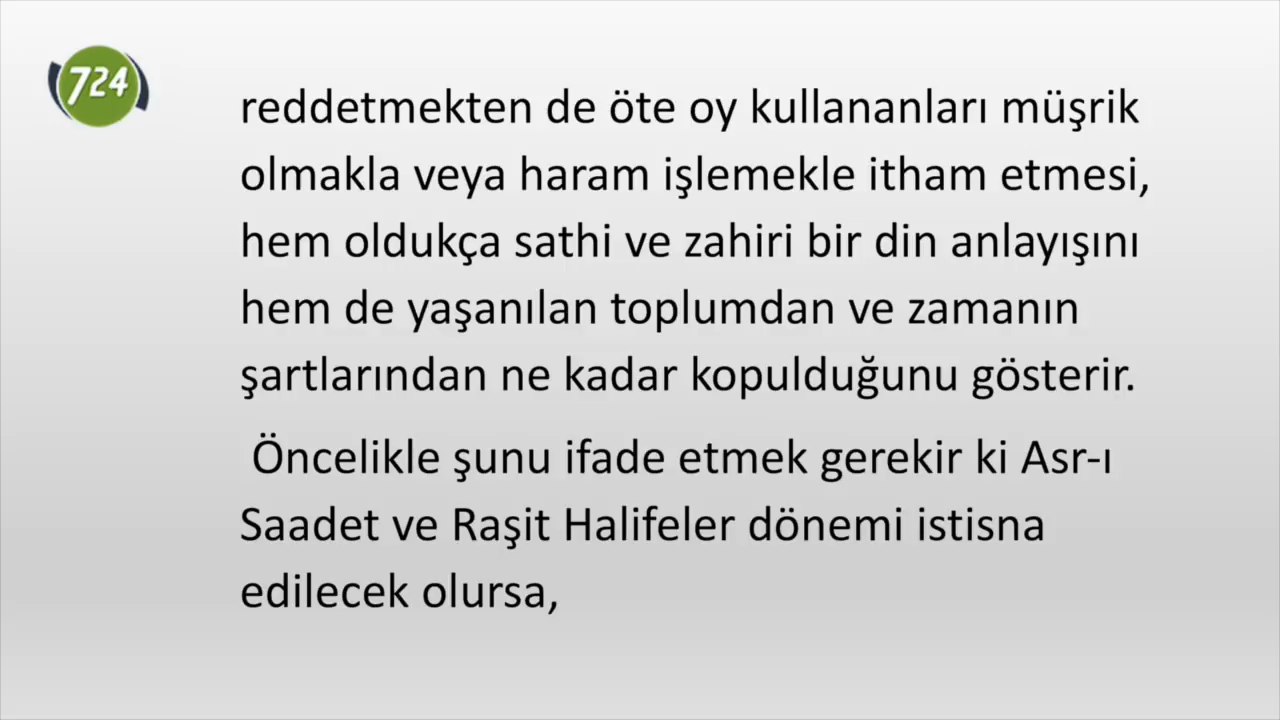 724
reddetmekten de öte oy kullananları müşrik
olmakla veya haram işlemekle itham etmesi,
hem oldukça sathi ve zahiri bir din anlayışını
hem de yaşanılan toplumdan ve zamanın
şartlarından ne kadar kopulduğunu gösterir.
Öncelikle şunu ifade etmek gerekir ki Asr-ı
Saadet ve Raşit Halifeler dönemi istisna
edilecek olursa,